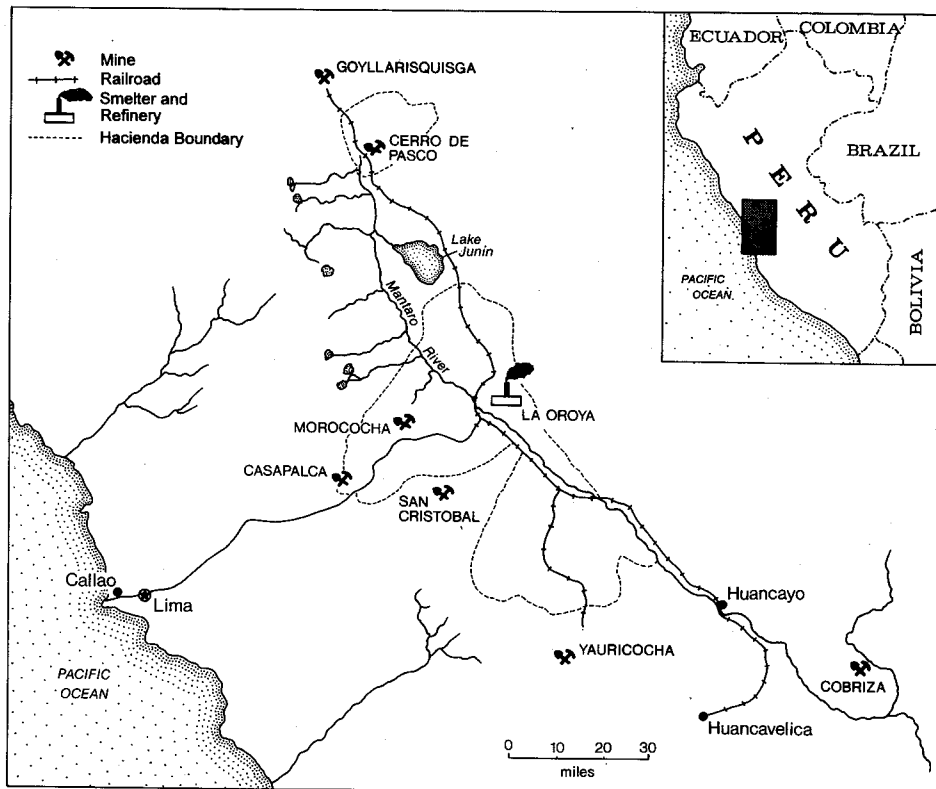 Mine
Railroad
Smelter and
Refinery
Hacienda Boundary
GOYLLARISQUISGA
CERRO DE
PASCO
Lake
Junín
Mantaro
River
MOROCOCHA
LA OROYA
CASAPALCA
SAN
CRISTOBAL
Callao
Lima
Huancayo
YAURICOCHA
COBRIZA
Huancavelica
PACIFIC
OCEAN
0 10 20 30
miles
ECUADOR
COLOMBIA
PERU
BRAZIL
BOLIVIA
PACIFIC
OCEAN